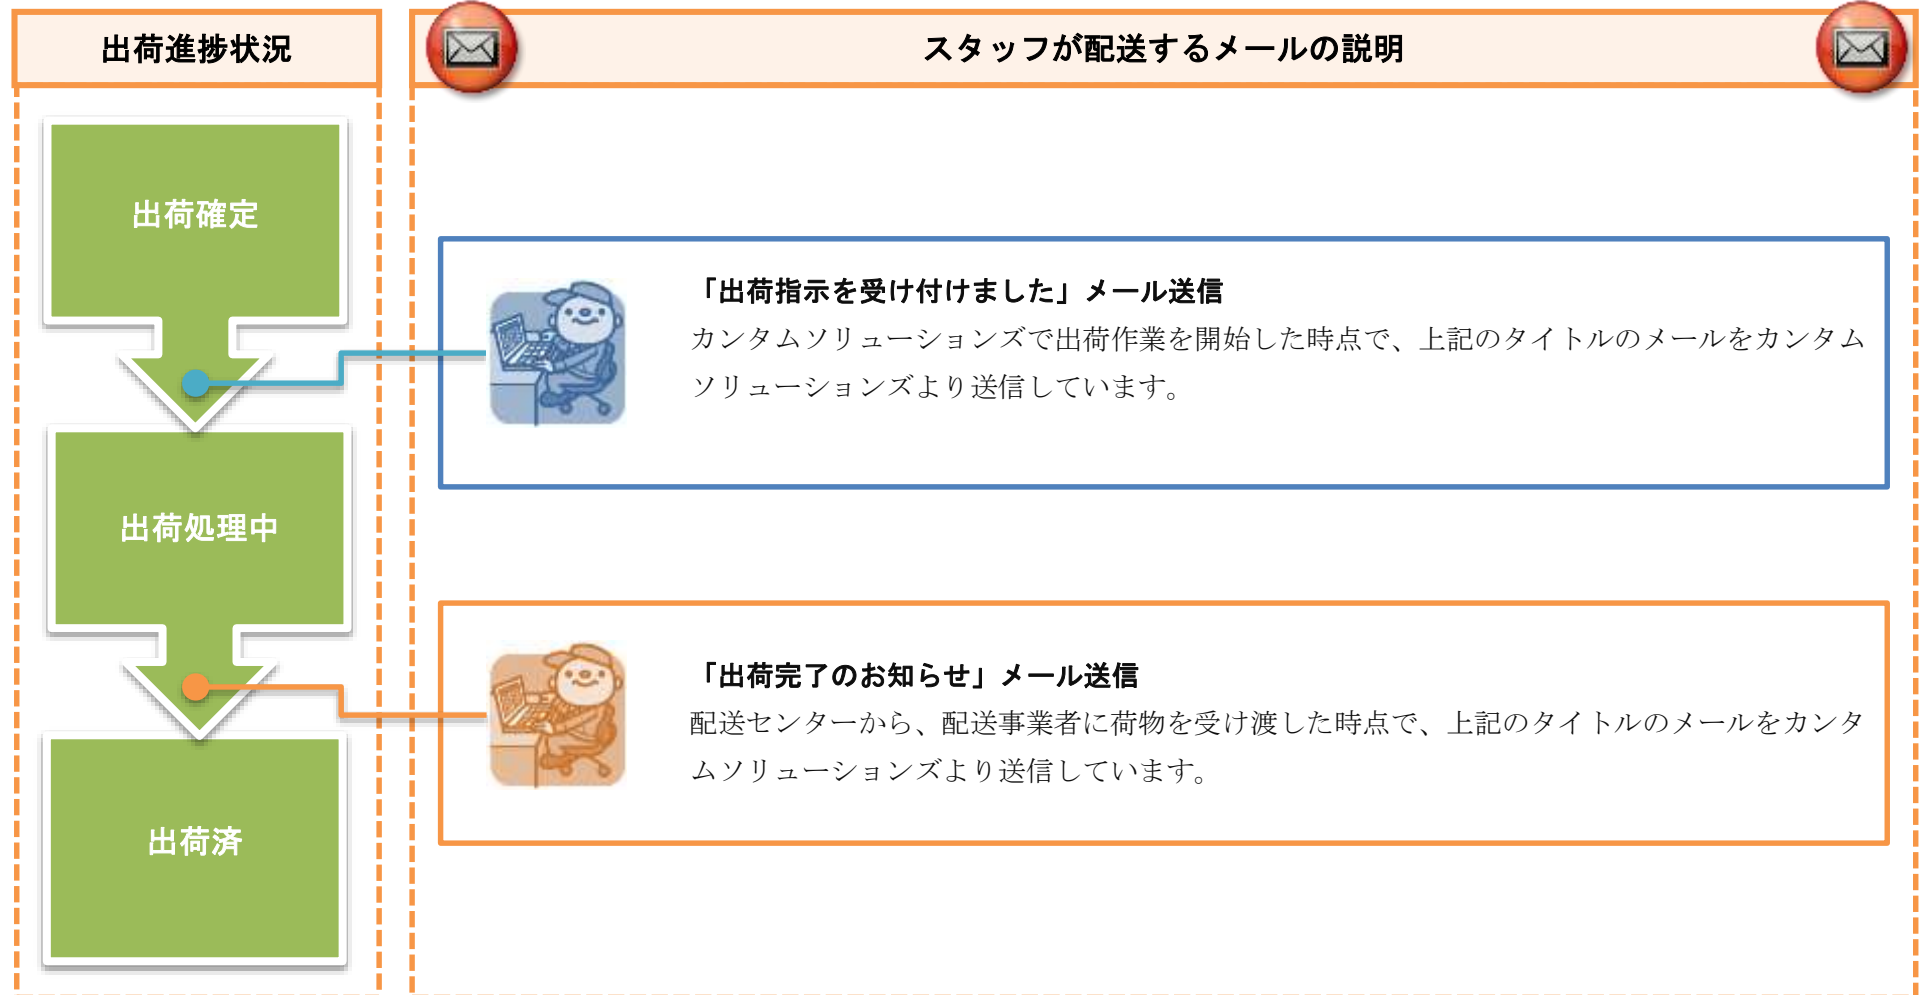 出荷進捗状況
スタッフが配送するメールの説明
出荷確定
「出荷指示を受け付けました」メール送信
カンタムソリューションズで出荷作業を開始した時点で、上記のタイトルのメールをカンタム
ソリューションズより送信しています。
出荷処理中
「出荷完了のお知らせ」メール送信
配送センターから、配送事業者に荷物を受け渡した時点で、上記のタイトルのメールをカンタ
ムソリューションズより送信しています。
出荷済